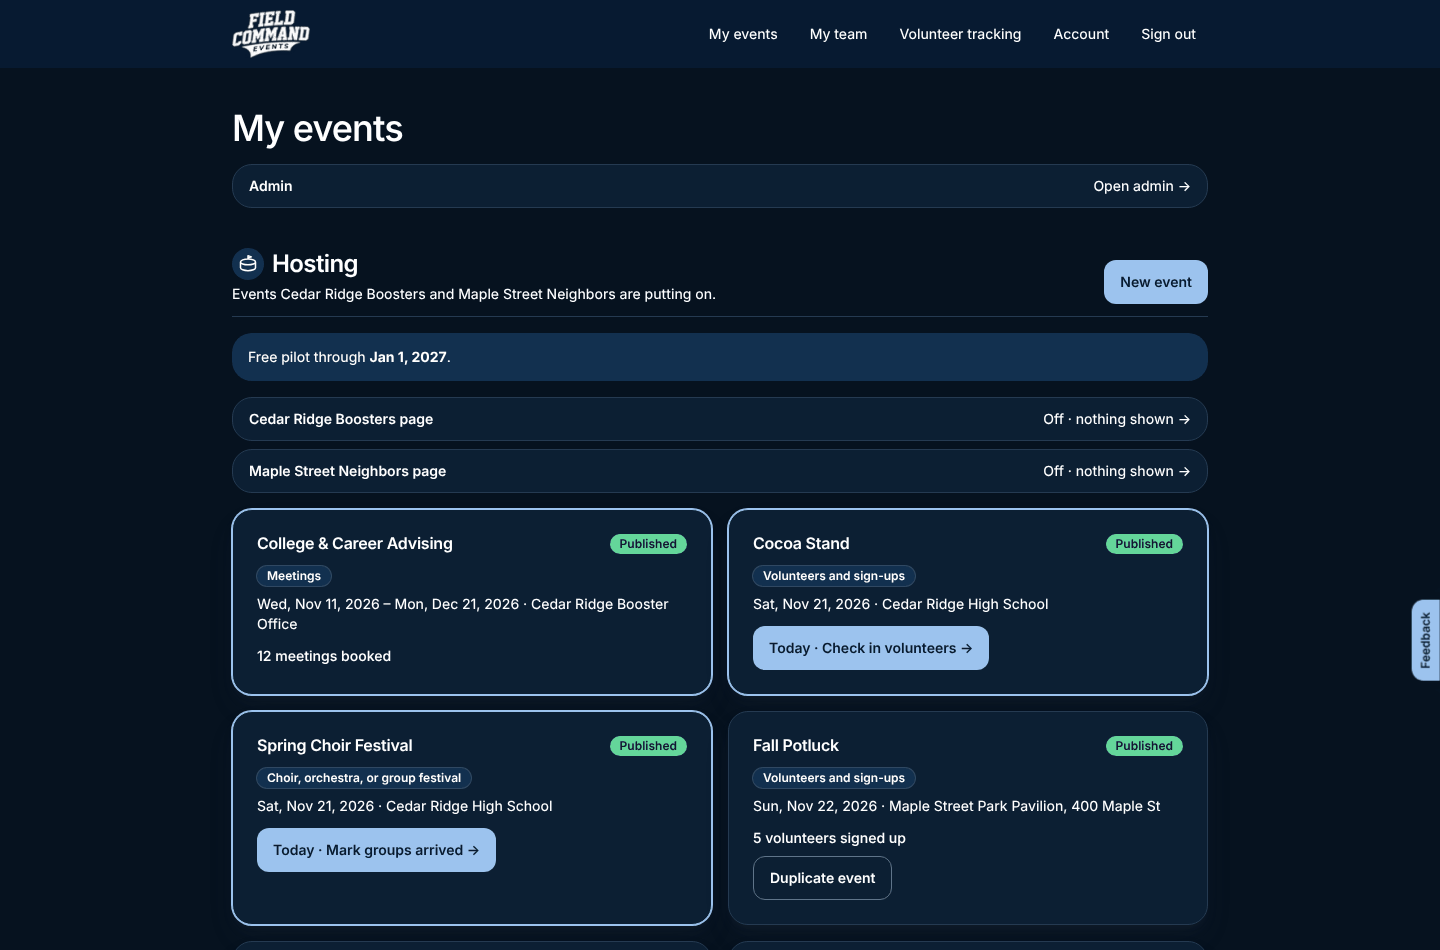 FIELD
COMMAND
EVENTS
My events
My team
Volunteer tracking
Account
Sign out
My events
Admin
Open admin →
Hosting
Events Cedar Ridge Boosters and Maple Street Neighbors are putting on.
New event
Free pilot through Jan 1, 2027.
Cedar Ridge Boosters page
Off · nothing shown →
Maple Street Neighbors page
Off · nothing shown →
College & Career Advising
Published
Meetings
Wed, Nov 11, 2026 – Mon, Dec 21, 2026 · Cedar Ridge Booster
Office
12 meetings booked
Cocoa Stand
Published
Volunteers and sign-ups
Sat, Nov 21, 2026 · Cedar Ridge High School
Today · Check in volunteers →
Spring Choir Festival
Published
Choir, orchestra, or group festival
Sat, Nov 21, 2026 · Cedar Ridge High School
Today · Mark groups arrived →
Fall Potluck
Published
Volunteers and sign-ups
Sun, Nov 22, 2026 · Maple Street Park Pavilion, 400 Maple St
5 volunteers signed up
Duplicate event
Feedback